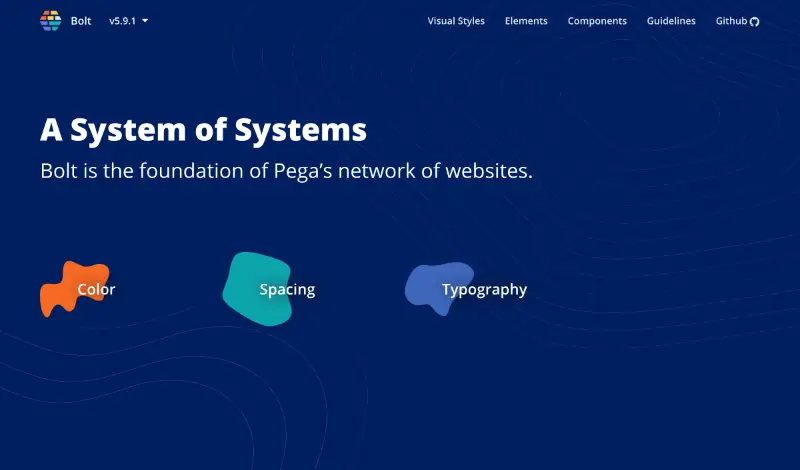 Bolt v5.9.1 Visual Styles Elements Components Guidelines Github
A System of Systems
Bolt is the foundation of Pega’s network of websites.
Color Spacing Typography